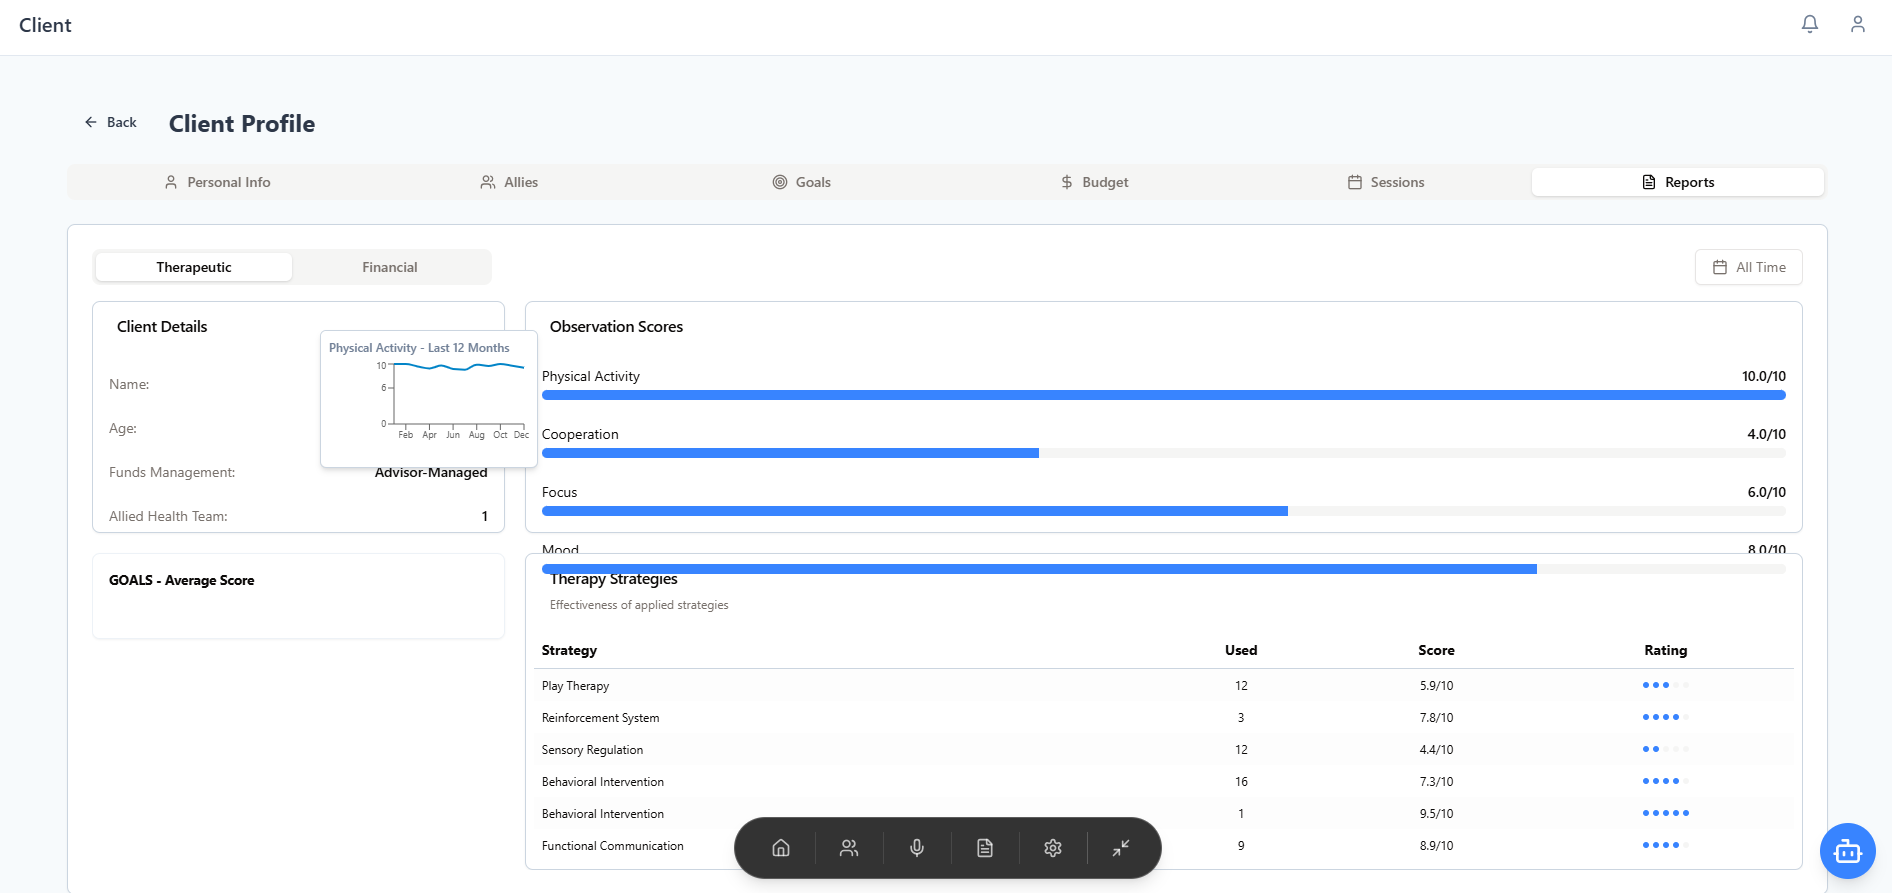 Client
Back
Client Profile
Personal Info
Allies
Goals
Budget
Sessions
Reports
Therapeutic
Financial
All Time
Client Details
Name:
Age:
Funds Management:
Advisor-Managed
Allied Health Team:
1
Physical Activity - Last 12 Months
10
6
0
Feb Apr Jun Aug Oct Dec
GOALS - Average Score
Observation Scores
Physical Activity 10.0/10
Cooperation 4.0/10
Focus 6.0/10
Mood 8.0/10
Therapy Strategies
Effectiveness of applied strategies
Strategy Used Score Rating
Play Therapy 12 5.9/10
Reinforcement System 3 7.8/10
Sensory Regulation 12 4.4/10
Behavioral Intervention 16 7.3/10
Behavioral Intervention 1 9.5/10
Functional Communication 9 8.9/10